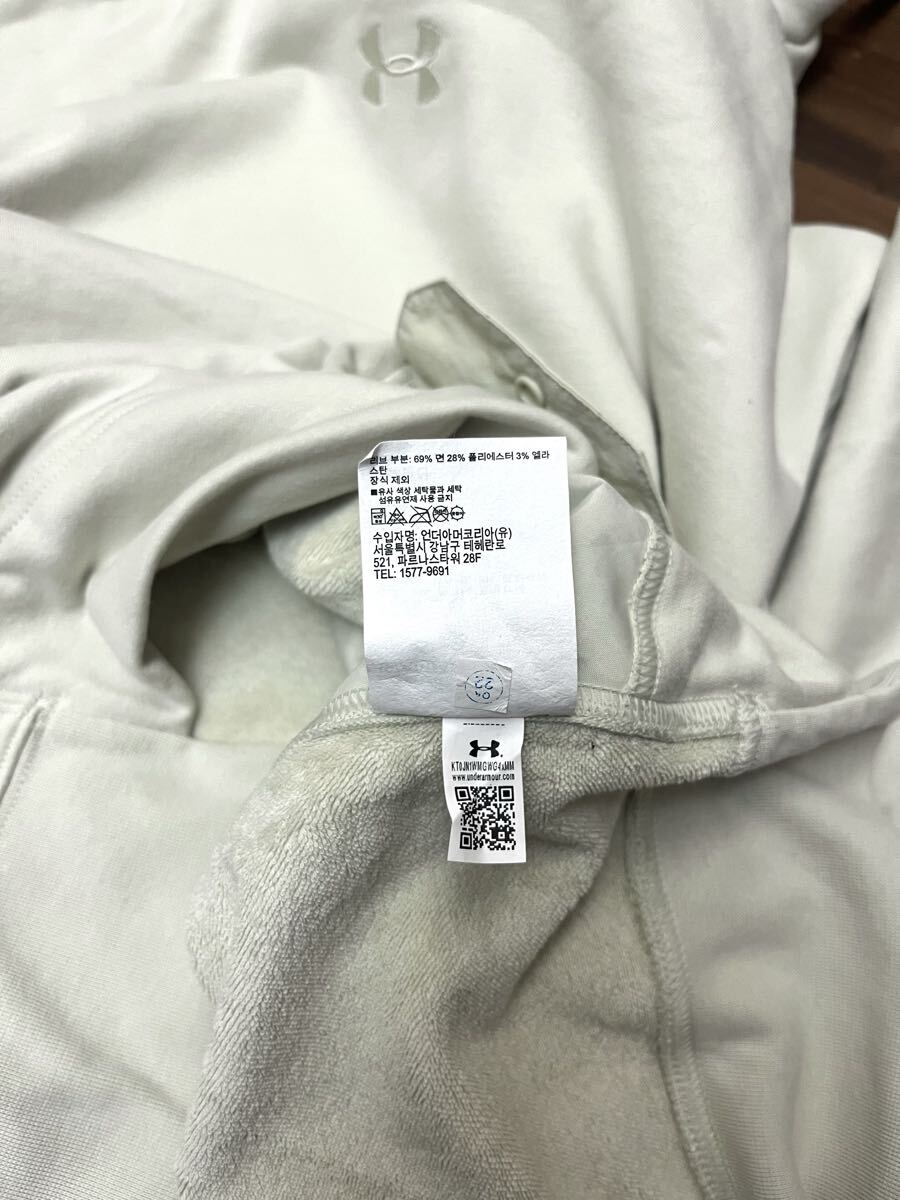 리브 부분: 69% 면 28% 폴리에스터 3% 엘라
스탄
장식 제외
■유사 색상 세탁물과 세탁
섬유유연제 사용 금지
수입자명: 언더아머코리아(유)
서울특별시 강남구 테헤란로
521, 파르나스타워 28F
TEL: 1577-9691
22
www.underarmour.com